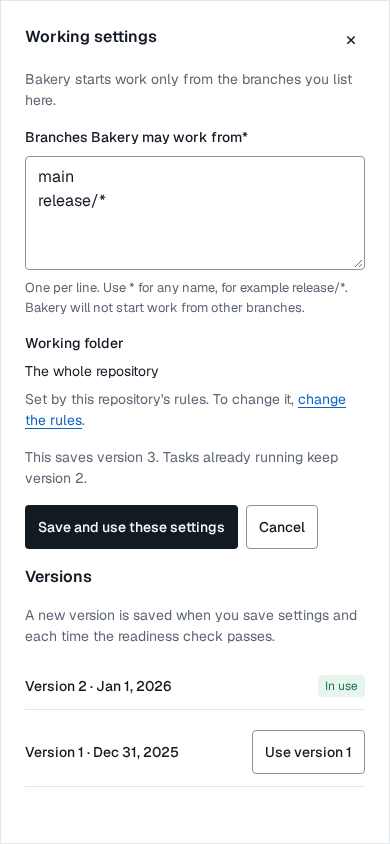 Working settings
×
Bakery starts work only from the branches you list
here.
Branches Bakery may work from*
main
release/*
One per line. Use * for any name, for example release/*.
Bakery will not start work from other branches.
Working folder
The whole repository
Set by this repository's rules. To change it, change
the rules.
This saves version 3. Tasks already running keep
version 2.
Save and use these settings
Cancel
Versions
A new version is saved when you save settings and
each time the readiness check passes.
Version 2 · Jan 1, 2026
In use
Version 1 · Dec 31, 2025
Use version 1